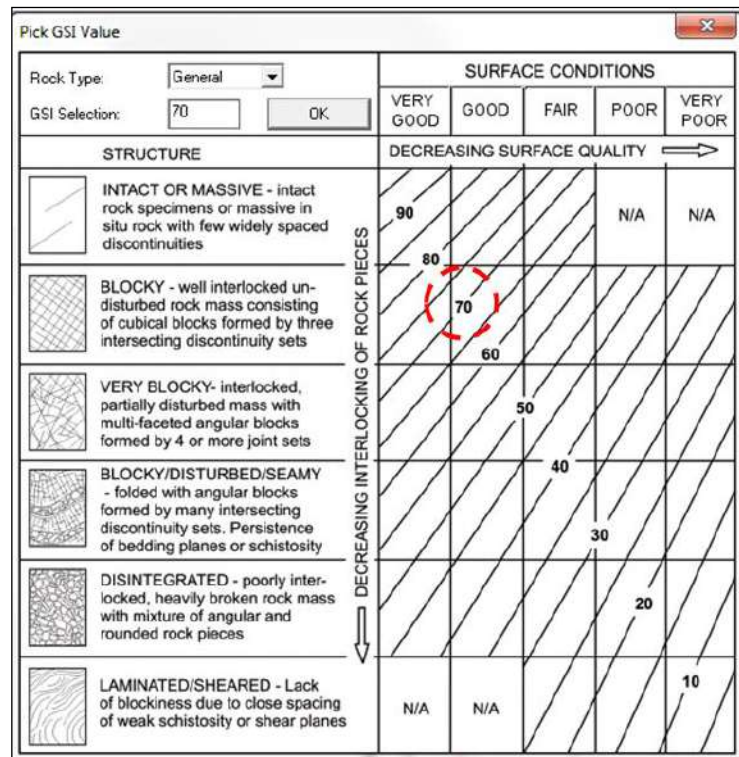 Pick GSI Value
Rock Type:
General
GSI Selection:
70
OK
SURFACE CONDITIONS
VERY GOOD
GOOD
FAIR
POOR
VERY POOR
STRUCTURE
DECREASING SURFACE QUALITY
DECREASING INTERLOCKING OF ROCK PIECES
INTACT OR MASSIVE - intact
rock specimens or massive in
situ rock with few widely spaced
discontinuities
90
80
N/A
N/A
BLOCKY - well interlocked un-
disturbed rock mass consisting
of cubical blocks formed by three
intersecting discontinuity sets
70
60
VERY BLOCKY- interlocked,
partially disturbed mass with
multi-faceted angular blocks
formed by 4 or more joint sets
50
BLOCKY/DISTURBED/SEAMY
- folded with angular blocks
formed by many intersecting
discontinuity sets. Persistence
of bedding planes or schistosity
40
30
DISINTEGRATED - poorly inter-
locked, heavily broken rock mass
with mixture of angular and
rounded rock pieces
20
LAMINATED/SHEARED - Lack
of blockiness due to close spacing
of weak schistosity or shear planes
N/A
N/A
10